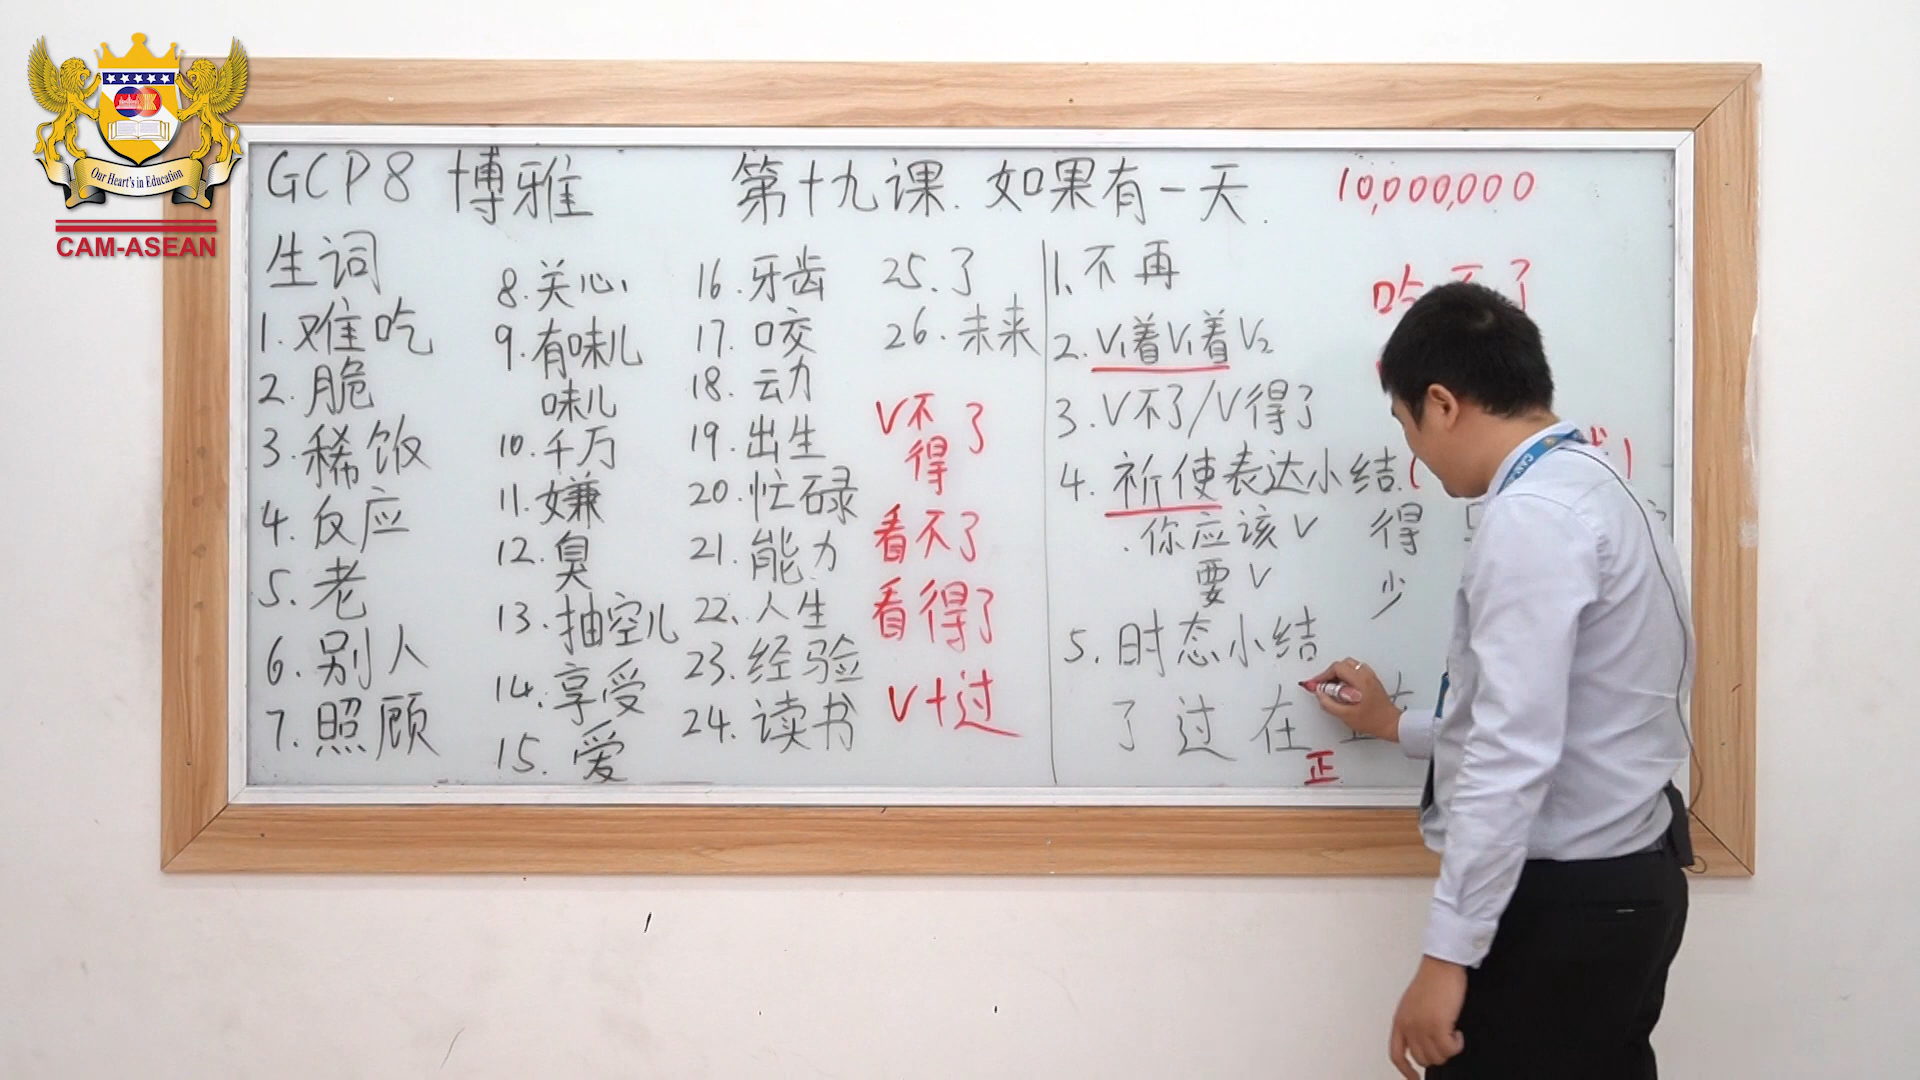 Our Heart's in Education
CAM-ASEAN
GCP8 博雅
第十九课. 如果有一天.
10,000,000
生词
1. 难吃
2. 脆
3. 稀饭
4. 反应
5. 老
6. 别人
7. 照顾
8. 关心
9. 有味儿
味儿
10. 千万
11. 嫌
12. 臭
13. 抽空儿
14. 享受
15. 爱
16. 牙齿
17. 咬
18. 动
19. 出生
20. 忙碌
21. 能力
22. 人生
23. 经验
24. 读书
25. 了
26. 未来
V不了
得
看不了
看得了
V+过
1. 不再
2. V₁着V₁着V₂
3. V不了/V得了
4. 祈使表达小结.(
你应该V 得
要V 少
5. 时态小结
了 过 在
正
吃不了